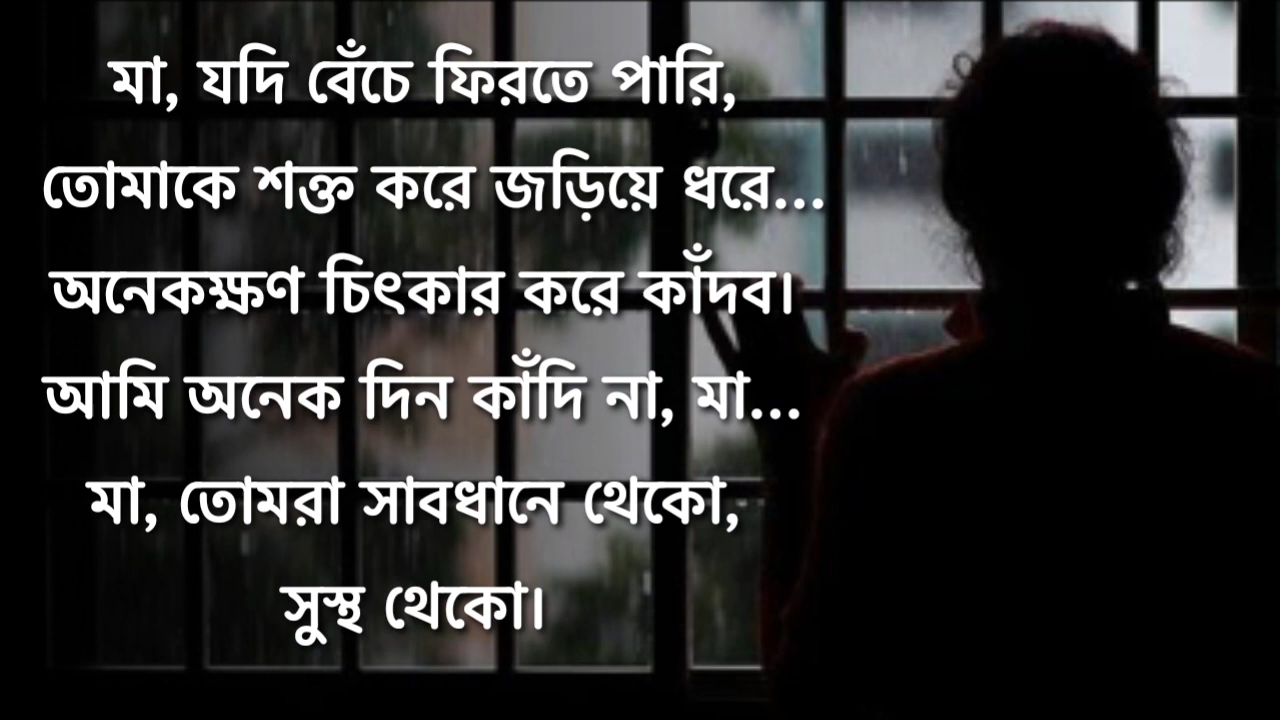 মা, যদি বেঁচে ফিরতে পারি,
তোমাকে শক্ত করে জড়িয়ে ধরে...
অনেকক্ষণ চিৎকার করে কাঁদব।
আমি অনেক দিন কাঁদি না, মা...
মা, তোমরা সাবধানে থেকো,
সুস্থ থেকো।